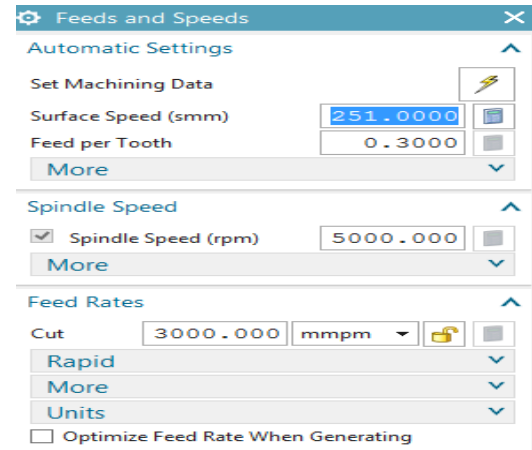 Feeds and Speeds
Automatic Settings
Set Machining Data
Surface Speed (smm) 251.0000
Feed per Tooth 0.3000
More
Spindle Speed
Spindle Speed (rpm) 5000.000
More
Feed Rates
Cut 3000.000 mmpm
Rapid
More
Units
Optimize Feed Rate When Generating